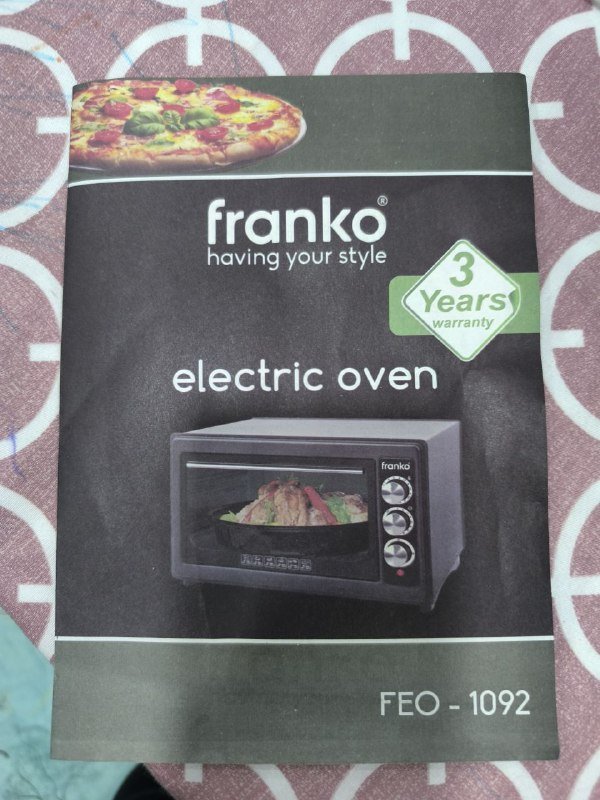 franko®
having your style
3
Years
warranty
electric oven
franko
FEO - 1092